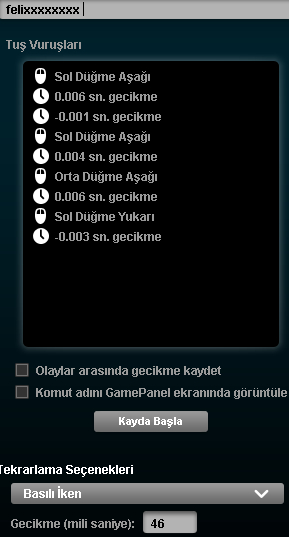 felixxxxxxxx
Tuş Vuruşları
Sol Düğme Aşağı
0.006 sn. gecikme
-0.001 sn. gecikme
Sol Düğme Aşağı
0.004 sn. gecikme
Orta Düğme Aşağı
0.006 sn. gecikme
Sol Düğme Yukarı
-0.003 sn. gecikme
Olaylar arasında gecikme kaydet
Komut adını GamePanel ekranında görüntüle
Kayda Başla
Tekrarlama Seçenekleri
Basılı İken
Gecikme (mili saniye): 46